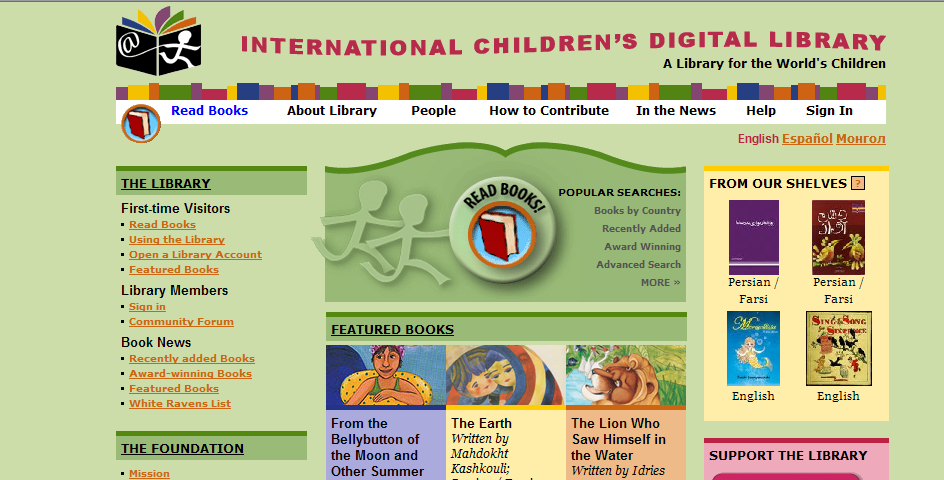 @
INTERNATIONAL CHILDREN'S DIGITAL LIBRARY
A Library for the World's Children
Read Books About Library People How to Contribute In the News Help Sign In
English Español Монгол
THE LIBRARY
First-time Visitors
Read Books
Using the Library
Open a Library Account
Featured Books
Library Members
Sign in
Community Forum
Book News
Recently added Books
Award-winning Books
Featured Books
White Ravens List
THE FOUNDATION
Mission
READ BOOKS!
POPULAR SEARCHES:
Books by Country
Recently Added
Award Winning
Advanced Search
MORE »
FEATURED BOOKS
From the
Bellybutton of
the Moon and
Other Summer
The Earth
Written by
Mahdokht
Kashkouli;
The Lion Who
Saw Himself in
the Water
Written by Idries
FROM OUR SHELVES ?
Persian /
Farsi
Persian /
Farsi
SING A SONG
FOR SIXPENCE
English
English
SUPPORT THE LIBRARY